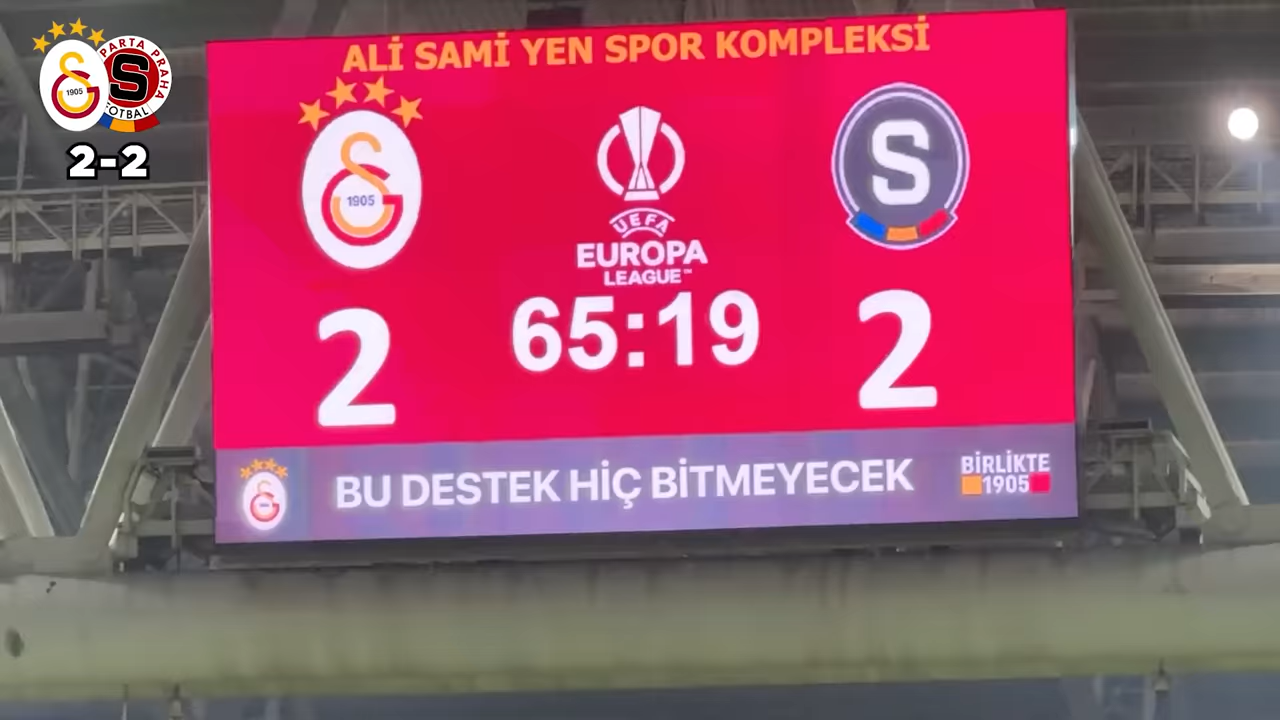 1905
SPARTA PRAHA
S
FOTBAL
2-2
ALİ SAMİ YEN SPOR KOMPLEKSİ
1905
UEFA
EUROPA
LEAGUE™
S
2
65:19
2
BU DESTEK HİÇ BİTMEYECEK
BİRLİKTE
1905